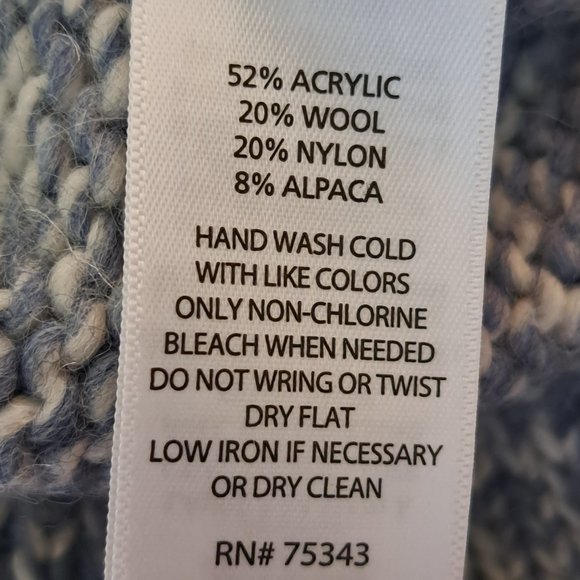 52% ACRYLIC
20% WOOL
20% NYLON
8% ALPACA
HAND WASH COLD
WITH LIKE COLORS
ONLY NON-CHLORINE
BLEACH WHEN NEEDED
DO NOT WRING OR TWIST
DRY FLAT
LOW IRON IF NECESSARY
OR DRY CLEAN
RN# 75343